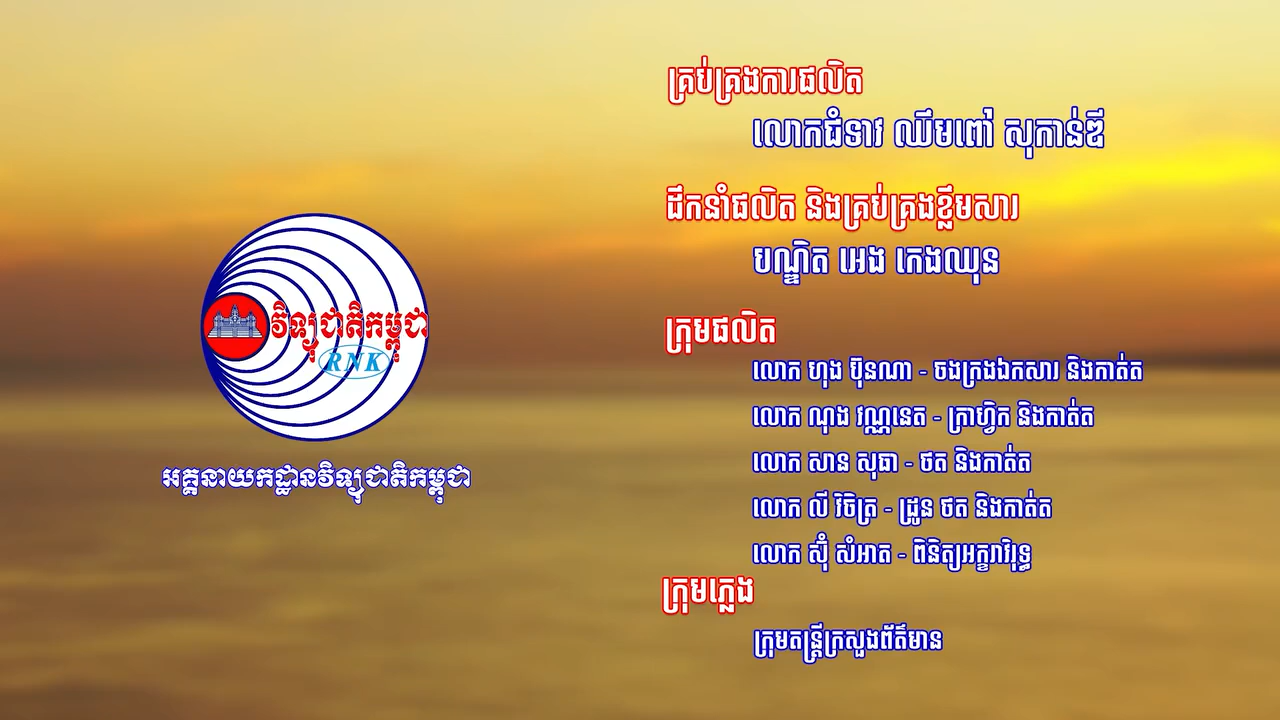 គ្រប់គ្រងការផលិត
លោកជំទាវ ឈឹមពៅ សុកាន់ឌី
ដឹកនាំផលិត និងគ្រប់គ្រងខ្លឹមសារ
បណ្ឌិត អេង កេងឈុន
ក្រុមផលិត
លោក ហុង ប៊ុនណា - ចងក្រងឯកសារ និងកាត់ត
លោក ណុង វណ្ណនេត - ក្រាហ្វិក និងកាត់ត
លោក សាន សុធា - ថត និងកាត់ត
លោក លី វិចិត្រ - ដ្រូន ថត និងកាត់ត
លោក ស៊ុំ សំអាត - ពិនិត្យអក្ខរាវិរុទ្ធ
ក្រុមភ្លេង
ក្រុមតន្ត្រីក្រសួងព័ត៌មាន
វិទ្យុជាតិកម្ពុជា
RNK
អគ្គនាយកដ្ឋានវិទ្យុជាតិកម្ពុជា